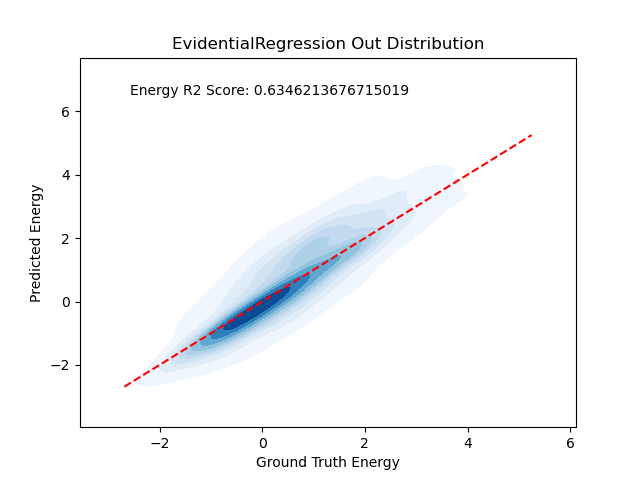 EvidentialRegression Out Distribution
Energy R2 Score: 0.6346213676715019
6
4
2
0
−2
Predicted Energy
−2 0 2 4 6
Ground Truth Energy